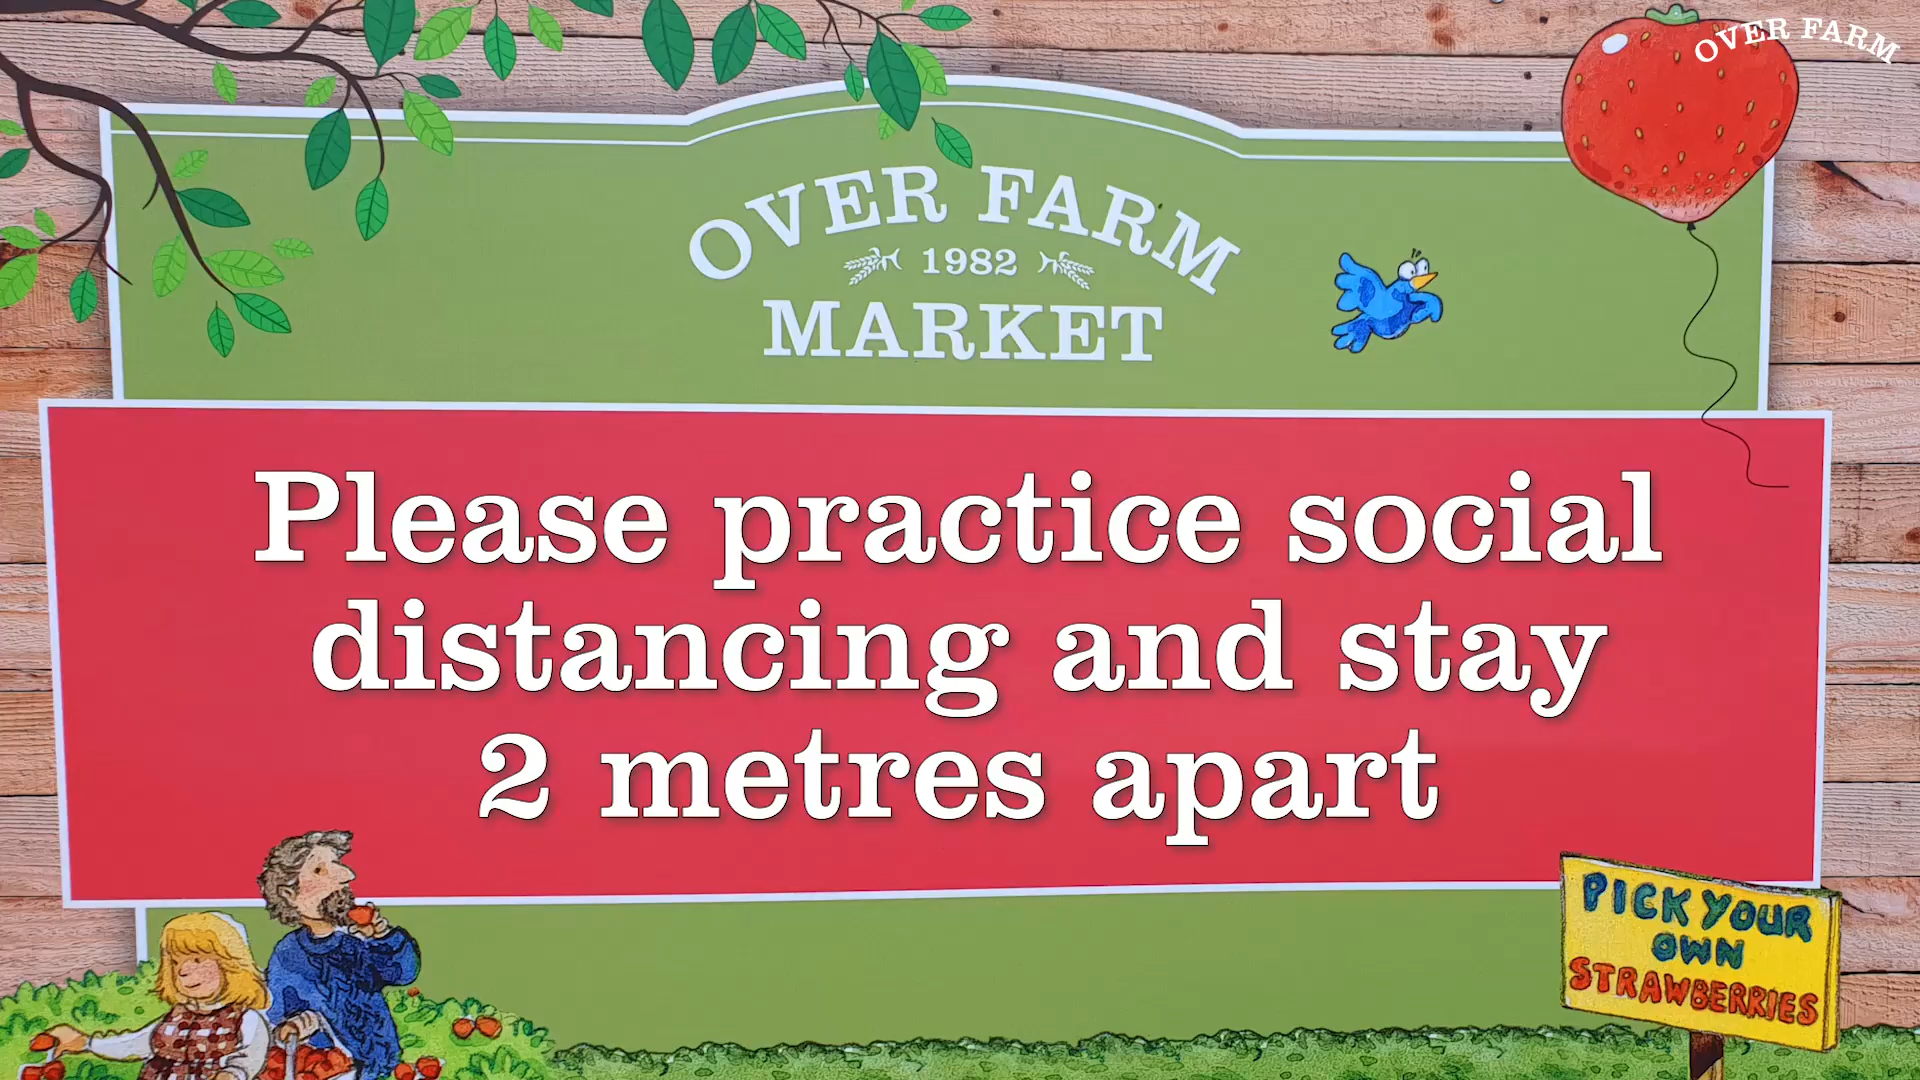 OVER FARM
OVER FARM
1982
MARKET
Please practice social
distancing and stay
2 metres apart
PICK YOUR
OWN
STRAWBERRIES